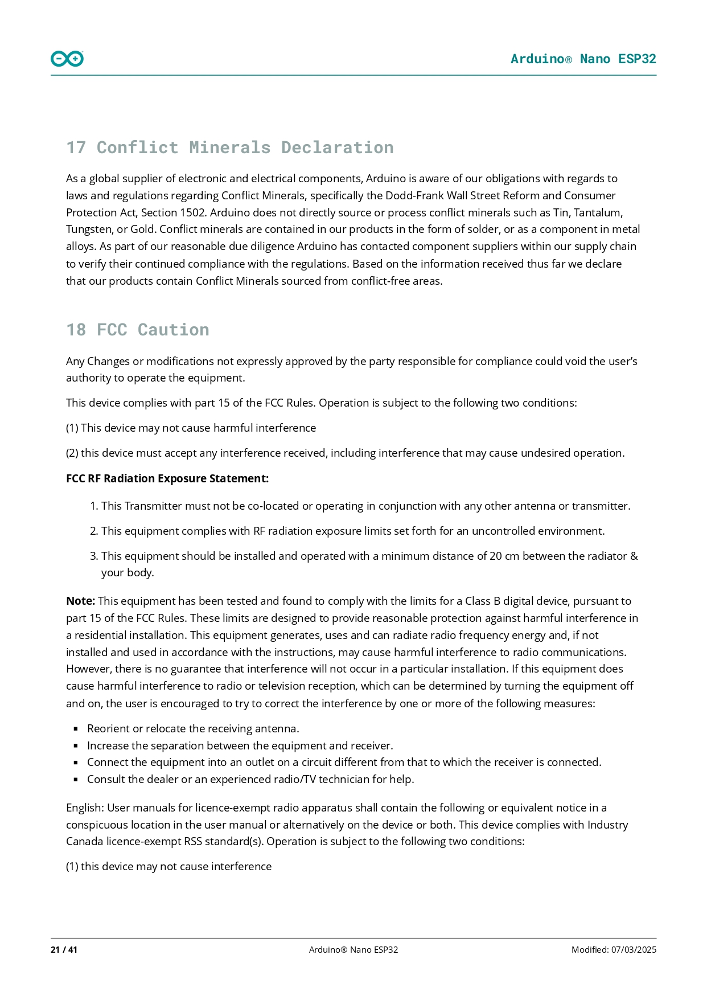 Arduino® Nano ESP32
17 Conflict Minerals Declaration
As a global supplier of electronic and electrical components, Arduino is aware of our obligations with regards to
laws and regulations regarding Conflict Minerals, specifically the Dodd-Frank Wall Street Reform and Consumer
Protection Act, Section 1502. Arduino does not directly source or process conflict minerals such as Tin, Tantalum,
Tungsten, or Gold. Conflict minerals are contained in our products in the form of solder, or as a component in metal
alloys. As part of our reasonable due diligence Arduino has contacted component suppliers within our supply chain
to verify their continued compliance with the regulations. Based on the information received thus far we declare
that our products contain Conflict Minerals sourced from conflict-free areas.
18 FCC Caution
Any Changes or modifications not expressly approved by the party responsible for compliance could void the user’s
authority to operate the equipment.
This device complies with part 15 of the FCC Rules. Operation is subject to the following two conditions:
(1) This device may not cause harmful interference
(2) this device must accept any interference received, including interference that may cause undesired operation.
FCC RF Radiation Exposure Statement:
1. This Transmitter must not be co-located or operating in conjunction with any other antenna or transmitter.
2. This equipment complies with RF radiation exposure limits set forth for an uncontrolled environment.
3. This equipment should be installed and operated with a minimum distance of 20 cm between the radiator &
your body.
Note: This equipment has been tested and found to comply with the limits for a Class B digital device, pursuant to
part 15 of the FCC Rules. These limits are designed to provide reasonable protection against harmful interference in
a residential installation. This equipment generates, uses and can radiate radio frequency energy and, if not
installed and used in accordance with the instructions, may cause harmful interference to radio communications.
However, there is no guarantee that interference will not occur in a particular installation. If this equipment does
cause harmful interference to radio or television reception, which can be determined by turning the equipment off
and on, the user is encouraged to try to correct the interference by one or more of the following measures:
▪ Reorient or relocate the receiving antenna.
▪ Increase the separation between the equipment and receiver.
▪ Connect the equipment into an outlet on a circuit different from that to which the receiver is connected.
▪ Consult the dealer or an experienced radio/TV technician for help.
English: User manuals for licence-exempt radio apparatus shall contain the following or equivalent notice in a
conspicuous location in the user manual or alternatively on the device or both. This device complies with Industry
Canada licence-exempt RSS standard(s). Operation is subject to the following two conditions:
(1) this device may not cause interference
21 / 41 Arduino® Nano ESP32 Modified: 07/03/2025